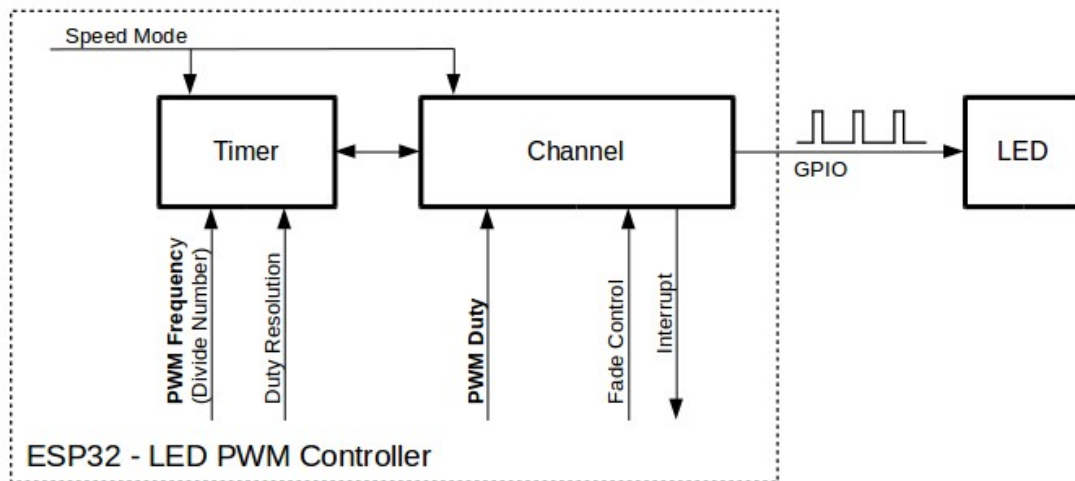 Speed Mode
Timer
Channel
GPIO
LED
PWM Frequency
(Divide Number)
Duty Resolution
PWM Duty
Fade Control
Interrupt
ESP32 - LED PWM Controller